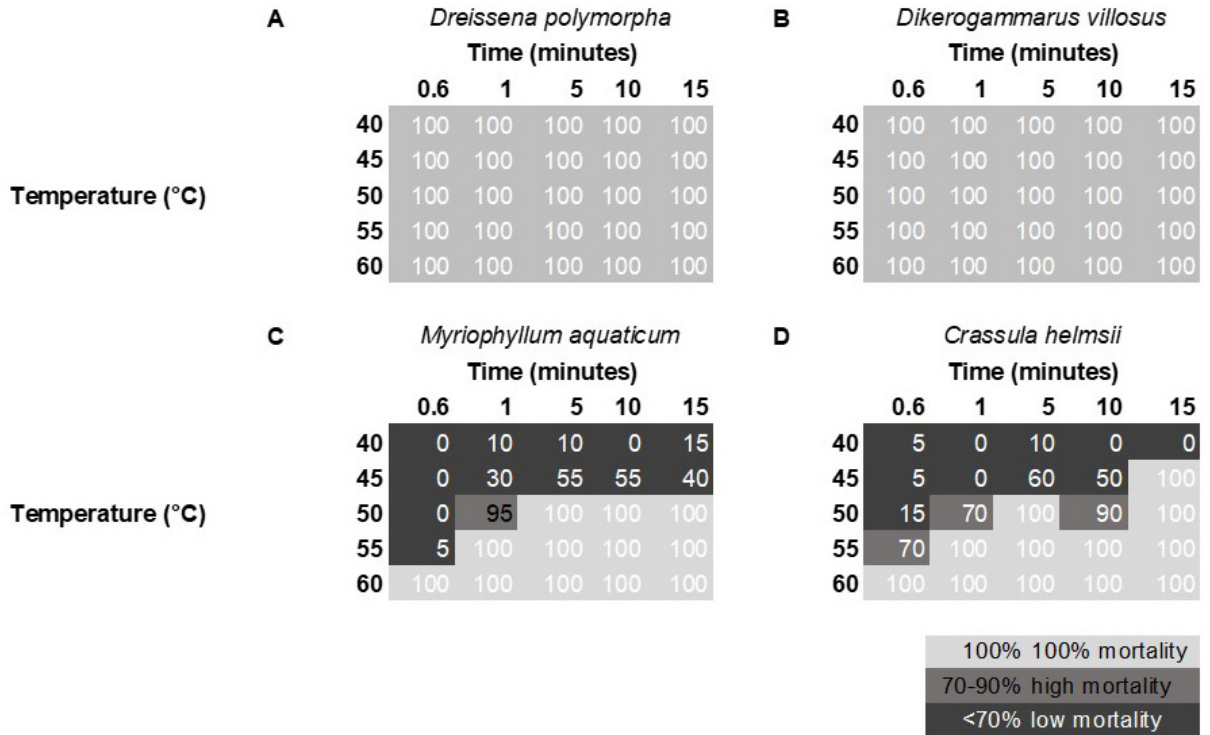 A Dreissena polymorpha B Dikerogammarus villosus
Time (minutes) Time (minutes)
0.6 1 5 10 15 0.6 1 5 10 15
40 100 100 100 100 100 40 100 100 100 100 100
45 100 100 100 100 100 45 100 100 100 100 100
Temperature (°C) 50 100 100 100 100 100 50 100 100 100 100 100
55 100 100 100 100 100 55 100 100 100 100 100
60 100 100 100 100 100 60 100 100 100 100 100
C Myriophyllum aquaticum D Crassula helmsii
Time (minutes) Time (minutes)
0.6 1 5 10 15 0.6 1 5 10 15
40 0 10 10 0 15 40 5 0 10 0 0
45 0 30 55 55 40 45 5 0 60 50 100
Temperature (°C) 50 0 95 100 100 100 50 15 70 100 90 100
55 5 100 100 100 100 55 70 100 100 100 100
60 100 100 100 100 100 60 100 100 100 100 100
100% 100% mortality
70-90% high mortality
<70% low mortality